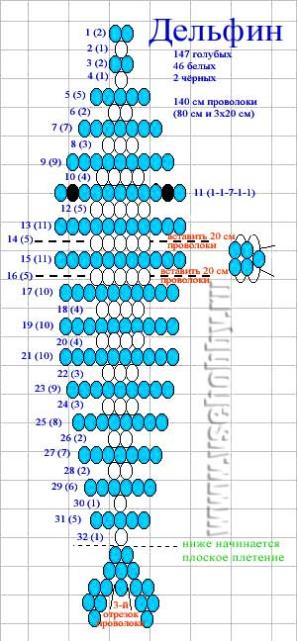 Дельфин
1 (2)
2 (1)
3 (2)
4 (1)
147 голубых
46 белых
2 чёрных
5 (5)
6 (2)
140 см проволоки
(80 см и 3х20 см)
7 (7)
8 (3)
9 (9)
10 (4)
11 (1-1-7-1-1)
12 (5)
13 (11)
14 (5)
вставить 20 см
проволоки
15 (11)
16 (5)
вставить 20 см
проволоки
17 (10)
18 (4)
19 (10)
20 (4)
21 (10)
22 (3)
23 (9)
24 (3)
25 (8)
26 (2)
27 (7)
28 (2)
29 (6)
30 (1)
31 (5)
32 (1)
ниже начинается
плоское плетение
3-й
отрезок
проволоки